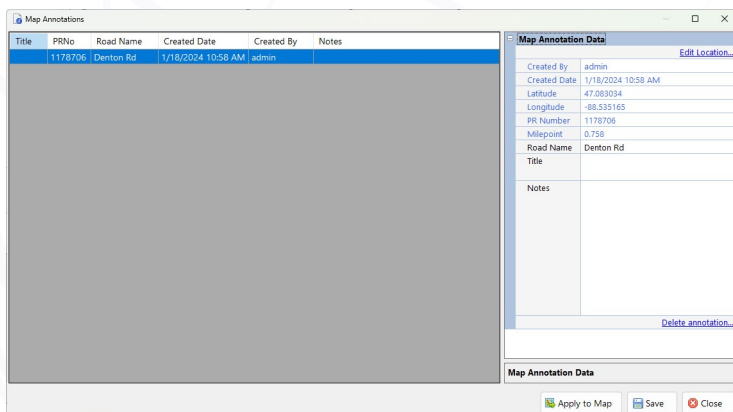 Map Annotations
Title PRNo Road Name Created Date Created By Notes
1178706 Denton Rd 1/18/2024 10:58 AM admin
Map Annotation Data
Edit Location...
Created By admin
Created Date 1/18/2024 10:58 AM
Latitude 47.083034
Longitude -88.535165
PR Number 1178706
Milepoint 0.758
Road Name Denton Rd
Title
Notes
Delete annotation...
Map Annotation Data
Apply to Map Save Close